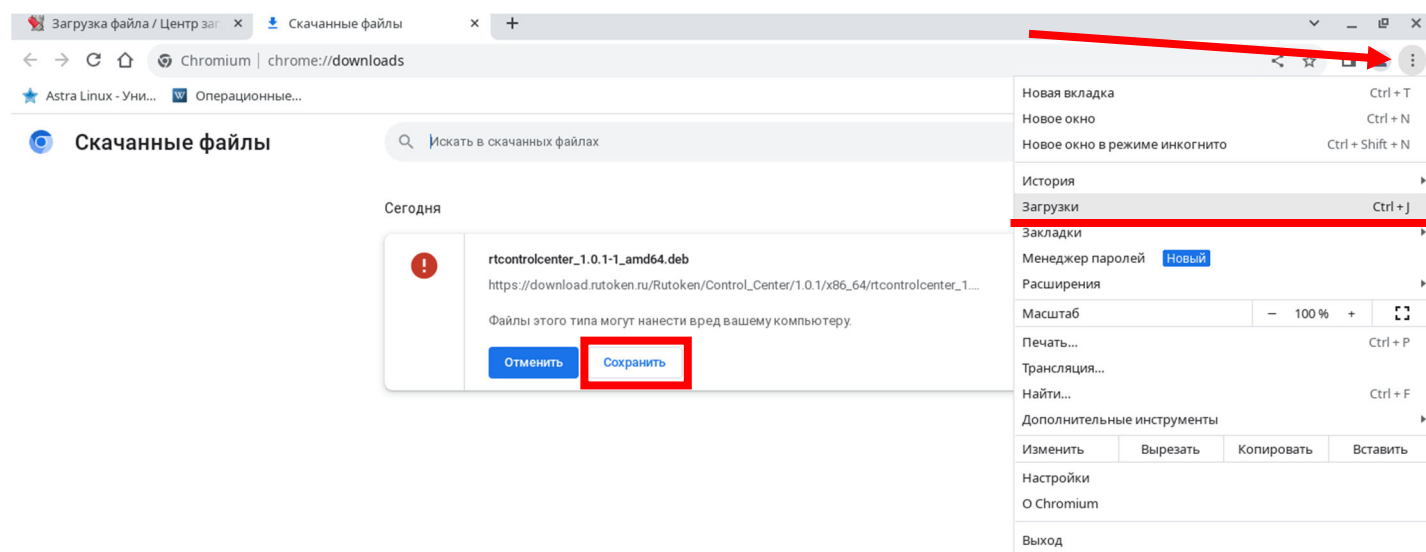 Загрузка файла / Центр заг
Скачанные файлы
Chromium | chrome://downloads
Astra Linux - Уни...
W Операционные...
Скачанные файлы
Искать в скачанных файлах
Сегодня
rtcontrolcenter_1.0.1-1_amd64.deb
https://download.rutoken.ru/Rutoken/Control_Center/1.0.1/x86_64/rtcontrolcenter_1....
Файлы этого типа могут нанести вред вашему компьютеру.
Отменить Сохранить
Новая вкладка Ctrl + T
Новое окно Ctrl + N
Новое окно в режиме инкогнито Ctrl + Shift + N
История
Загрузки Ctrl + J
Закладки
Менеджер паролей Новый
Расширения
Масштаб – 100 % +
Печать... Ctrl + P
Трансляция...
Найти... Ctrl + F
Дополнительные инструменты
Изменить Вырезать Копировать Вставить
Настройки
О Chromium
Выход